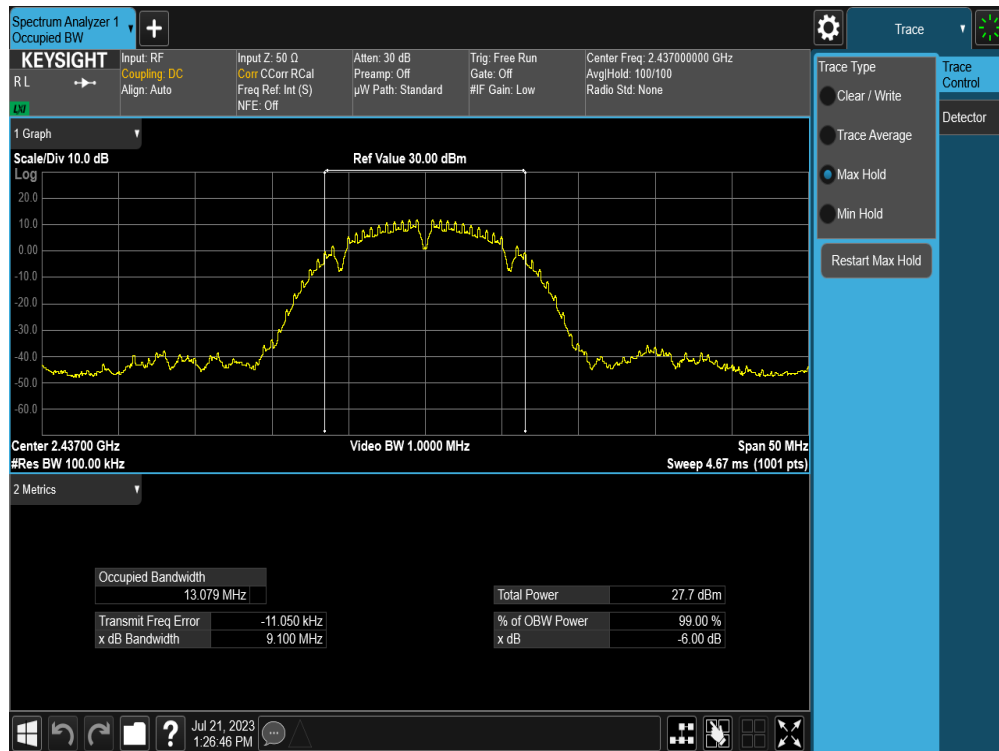 Spectrum Analyzer 1
Occupied BW
Trace
KEYSIGHT
R L
LXI
Input: RF
Coupling: DC
Align: Auto
Input Z: 50 Ω
Corr CCorr RCal
Freq Ref: Int (S)
NFE: Off
Atten: 30 dB
Preamp: Off
µW Path: Standard
Trig: Free Run
Gate: Off
#IF Gain: Low
Center Freq: 2.437000000 GHz
Avg|Hold: 100/100
Radio Std: None
Trace Type
Clear / Write
Trace Average
Max Hold
Min Hold
Restart Max Hold
Trace
Control
Detector
1 Graph
Scale/Div 10.0 dB
Ref Value 30.00 dBm
Log
20.0
10.0
0.00
-10.0
-20.0
-30.0
-40.0
-50.0
-60.0
Center 2.43700 GHz
Video BW 1.0000 MHz
Span 50 MHz
#Res BW 100.00 kHz
Sweep 4.67 ms (1001 pts)
2 Metrics
Occupied Bandwidth
13.079 MHz
Total Power 27.7 dBm
Transmit Freq Error -11.050 kHz
% of OBW Power 99.00 %
x dB Bandwidth 9.100 MHz
x dB -6.00 dB
?
Jul 21, 2023
1:26:46 PM